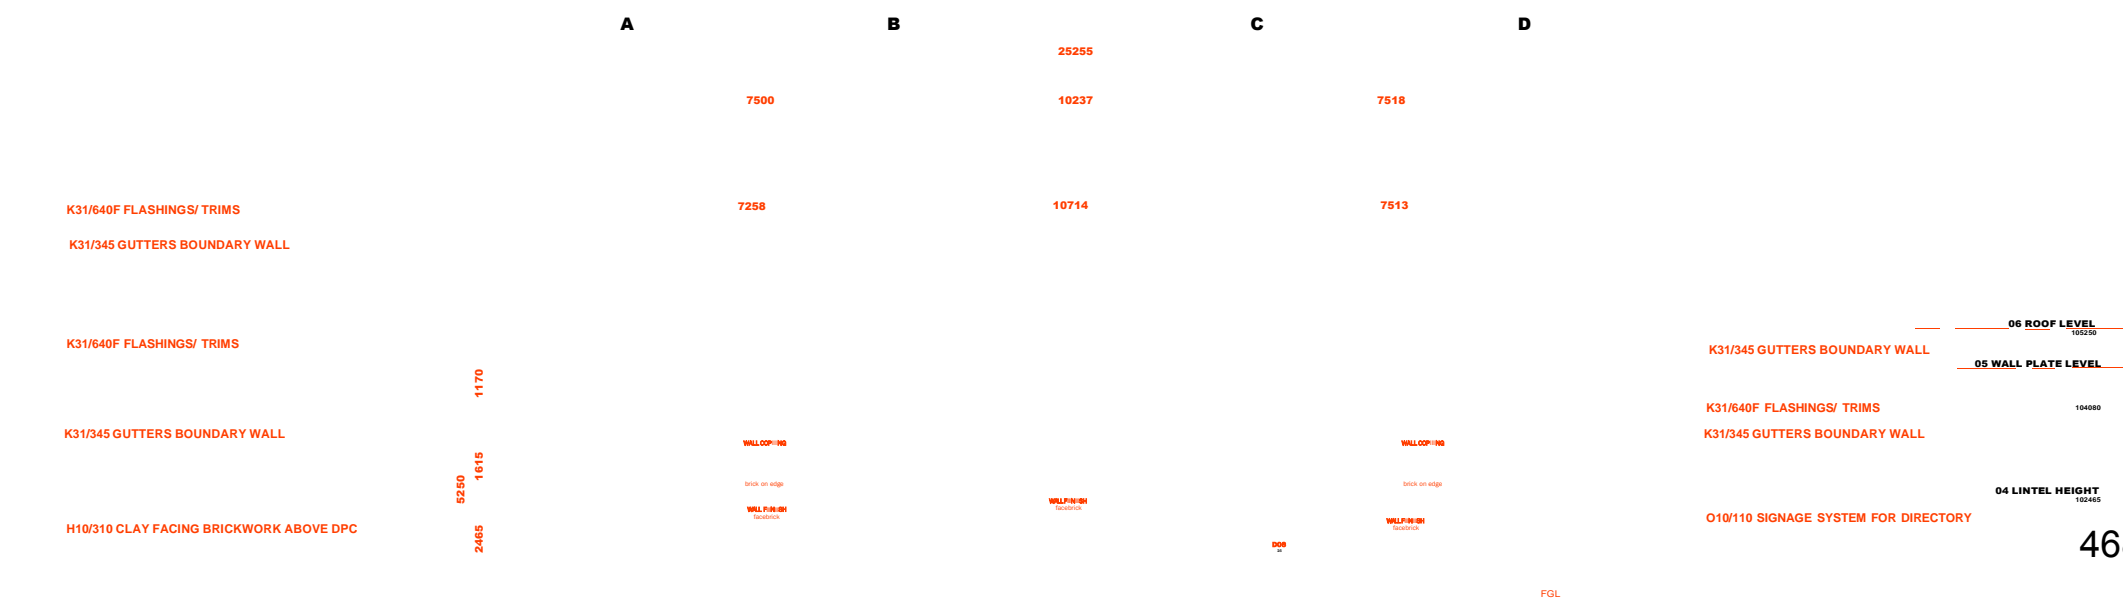 A B C D
25255
7500 10237 7518
K31/640F FLASHINGS/ TRIMS 7258 10714 7513
K31/345 GUTTERS BOUNDARY WALL
06 ROOF LEVEL
105250
K31/640F FLASHINGS/ TRIMS
K31/345 GUTTERS BOUNDARY WALL
05 WALL PLATE LEVEL
1170
K31/640F FLASHINGS/ TRIMS 104080
K31/345 GUTTERS BOUNDARY WALL K31/345 GUTTERS BOUNDARY WALL
WALL COPING WALL COPING
1615
brick on edge brick on edge
5250
04 LINTEL HEIGHT
102465
WALL FINISH
facebrick
WALL FINISH
facebrick
WALL FINISH
facebrick
O10/110 SIGNAGE SYSTEM FOR DIRECTORY
H10/310 CLAY FACING BRICKWORK ABOVE DPC
2465
D08
46
FGL